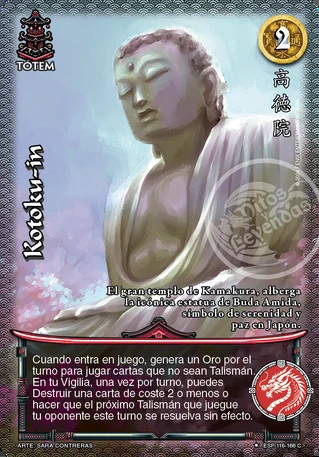 TOTEM
2
高
德
院
Kotoku-in
Mitos y
Leyendas
El gran templo de Kamakura, alberga
la icónica estatua de Buda Amida,
símbolo de serenidad y
paz en Japón.
Cuando entra en juego, genera un Oro por el
turno para jugar cartas que no sean Talismán.
En tu Vigilia, una vez por turno, puedes
Destruir una carta de coste 2 o menos o
hacer que el próximo Talismán que juegue
tu oponente este turno se resuelva sin efecto.
ARTE: SARA CONTRERAS
ESP-116-166 C